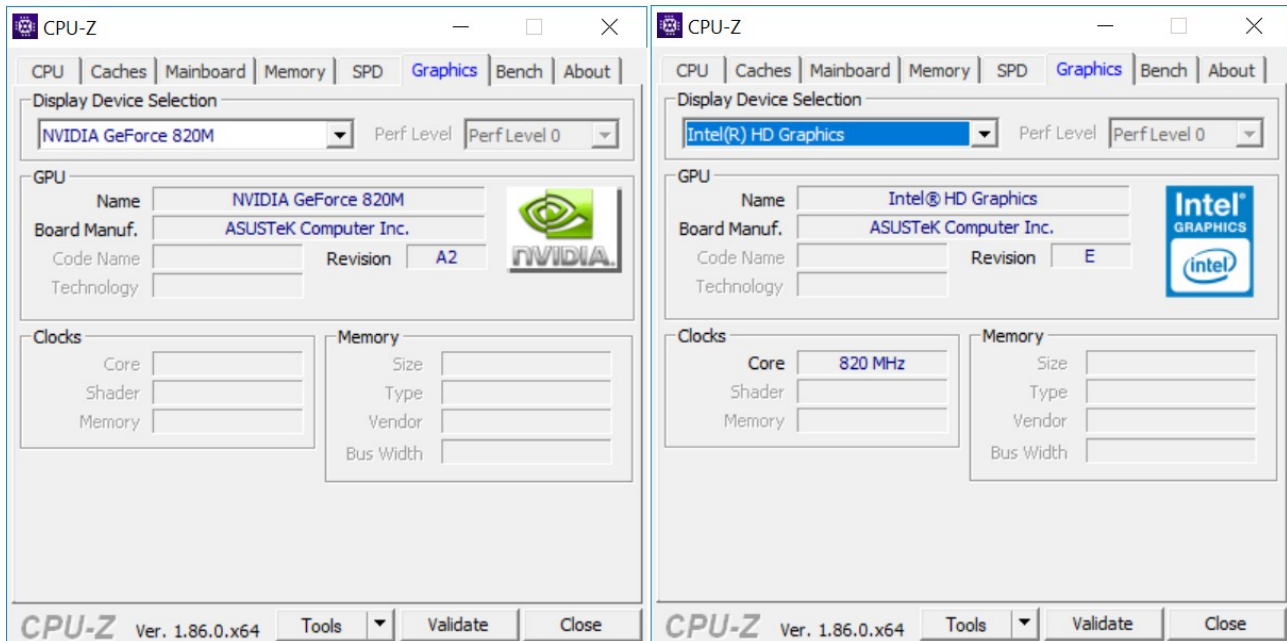 CPU-Z
CPU Caches Mainboard Memory SPD Graphics Bench About
Display Device Selection
NVIDIA GeForce 820M Perf Level Perf Level 0
GPU
Name NVIDIA GeForce 820M
Board Manuf. ASUSTeK Computer Inc.
Code Name Revision A2
Technology
NVIDIA.
Clocks
Core
Shader
Memory
Memory
Size
Type
Vendor
Bus Width
CPU-Z Ver. 1.86.0.x64 Tools Validate Close
CPU-Z
CPU Caches Mainboard Memory SPD Graphics Bench About
Display Device Selection
Intel(R) HD Graphics Perf Level Perf Level 0
GPU
Name Intel® HD Graphics
Board Manuf. ASUSTeK Computer Inc.
Code Name Revision E
Technology
Intel®
GRAPHICS
intel
Clocks
Core 820 MHz
Shader
Memory
Memory
Size
Type
Vendor
Bus Width
CPU-Z Ver. 1.86.0.x64 Tools Validate Close